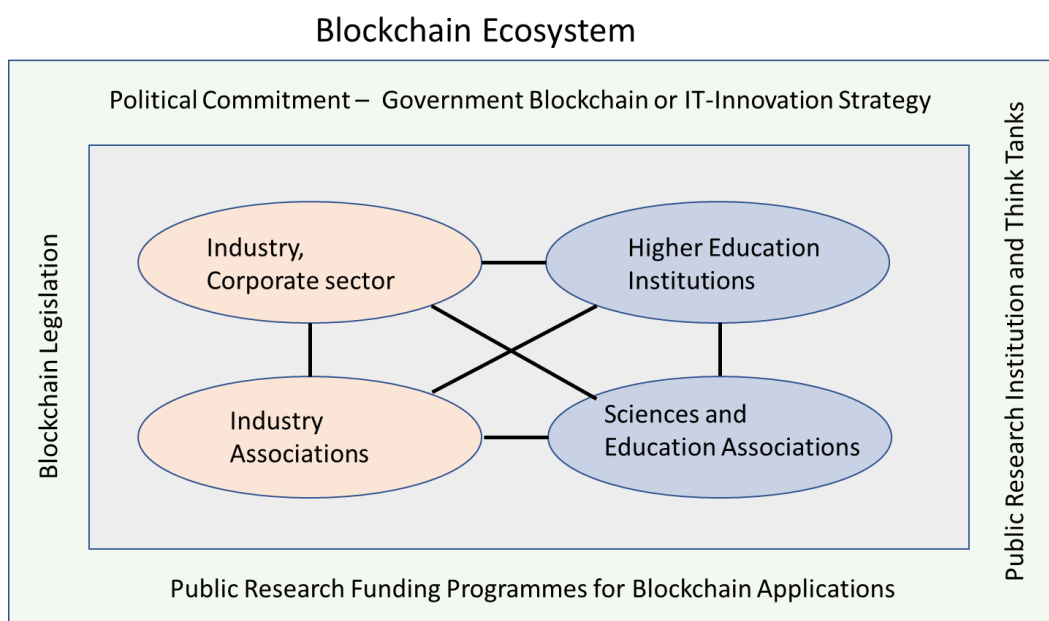 Blockchain Ecosystem
Political Commitment – Government Blockchain or IT-Innovation Strategy
Blockchain Legislation
Industry,
Corporate sector
Higher Education
Institutions
Industry
Associations
Sciences and
Education Associations
Public Research Institution and Think Tanks
Public Research Funding Programmes for Blockchain Applications